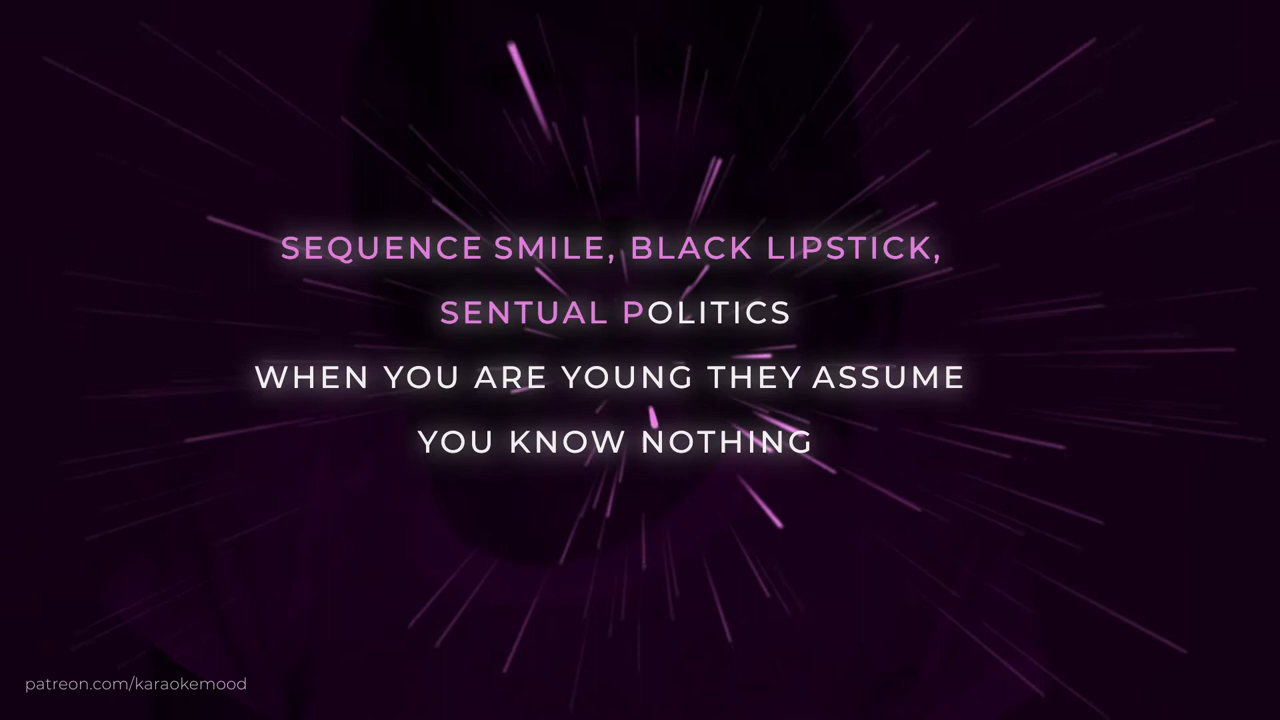 SEQUENCE SMILE, BLACK LIPSTICK,
SENTUAL POLITICS
WHEN YOU ARE YOUNG THEY ASSUME
YOU KNOW NOTHING
patreon.com/karaokemood